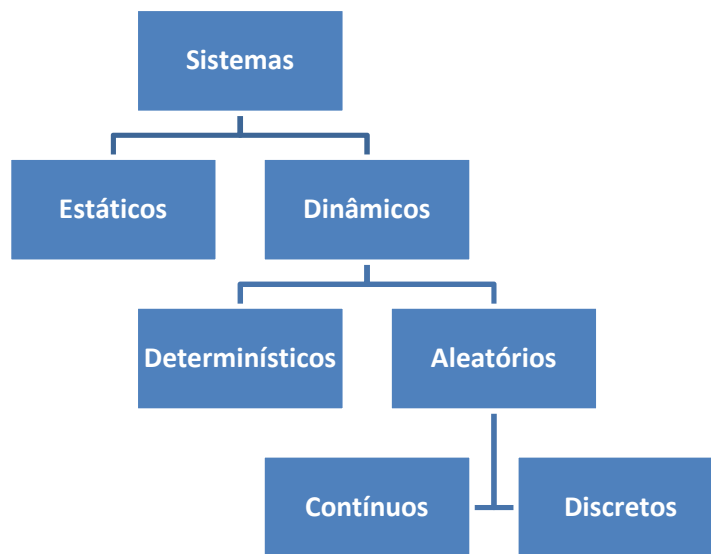 Sistemas
Estáticos
Dinâmicos
Determinísticos
Aleatórios
Contínuos
Discretos